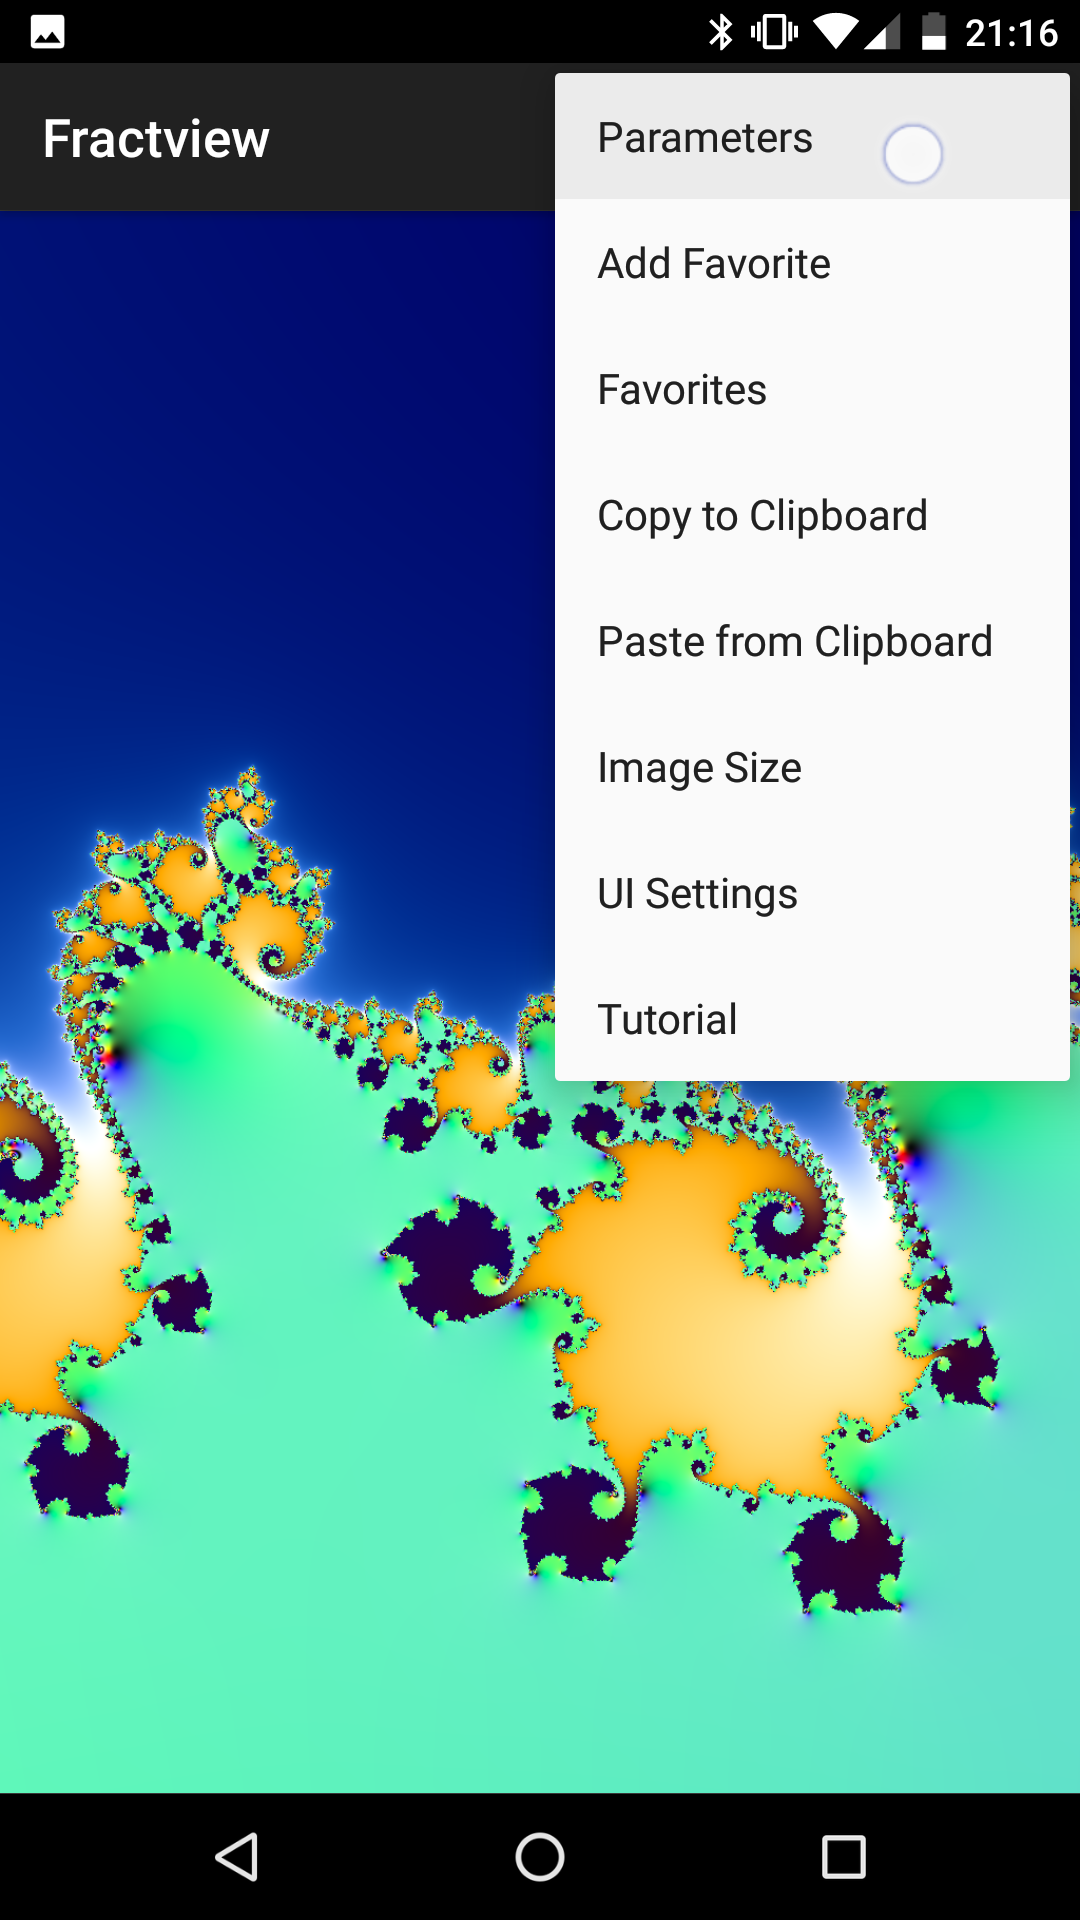 21:16
Fractview
Parameters
Add Favorite
Favorites
Copy to Clipboard
Paste from Clipboard
Image Size
UI Settings
Tutorial